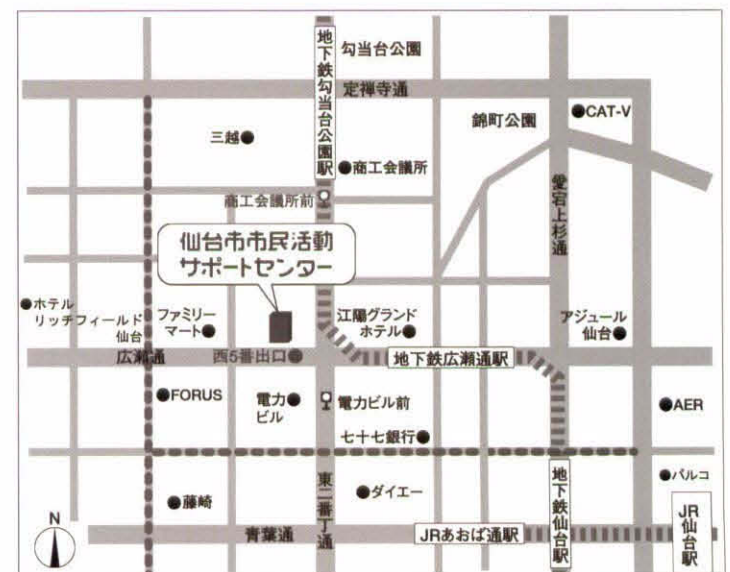 地下鉄勾当台公園駅
勾当台公園
定禅寺通
錦町公園
CAT-V
三越
商工会議所
商工会議所前
愛宕上杉通
仙台市市民活動
サポートセンター
ホテル
リッチフィールド
仙台
ファミリー
マート
江陽グランド
ホテル
アジュール
仙台
広瀬通
西5番出口
地下鉄広瀬通駅
FORUS
電力
ビル
電力ビル前
AER
七十七銀行
パルコ
藤崎
東二番丁通
ダイエー
地下鉄仙台駅
JR仙台駅
N
青葉通
JRあおば通駅